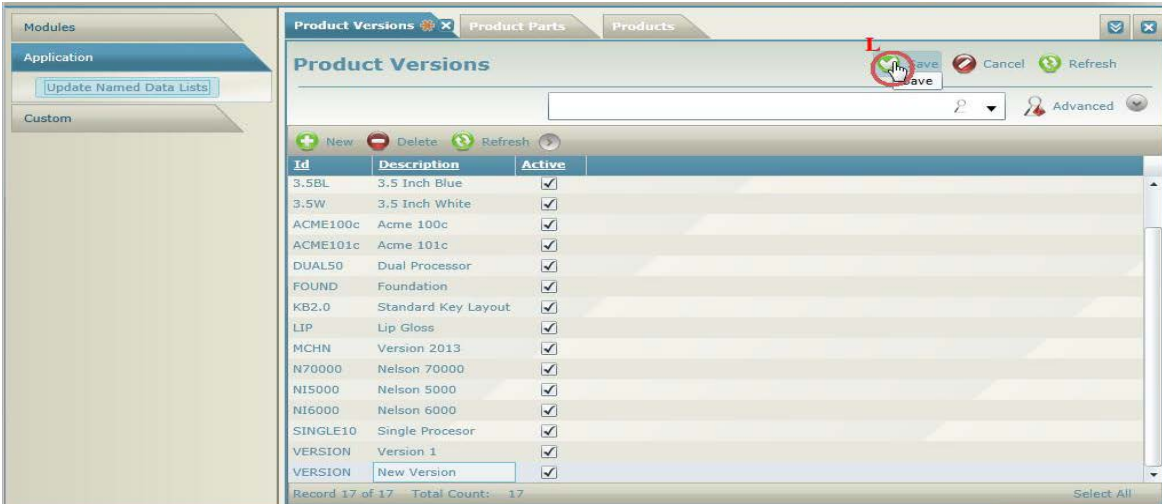 Modules
Application
Update Named Data Lists
Custom
Product Versions Product Parts Products
L
Product Versions
Save Cancel Refresh
Save
Advanced
New Delete Refresh
Id Description Active
3.5BL 3.5 Inch Blue
3.5W 3.5 Inch White
ACME100c Acme 100c
ACME101c Acme 101c
DUAL50 Dual Processor
FOUND Foundation
KB2.0 Standard Key Layout
LIP Lip Gloss
MCHN Version 2013
N70000 Nelson 70000
NI5000 Nelson 5000
NI6000 Nelson 6000
SINGLE10 Single Procesor
VERSION Version 1
VERSION New Version
Record 17 of 17 Total Count: 17 Select All